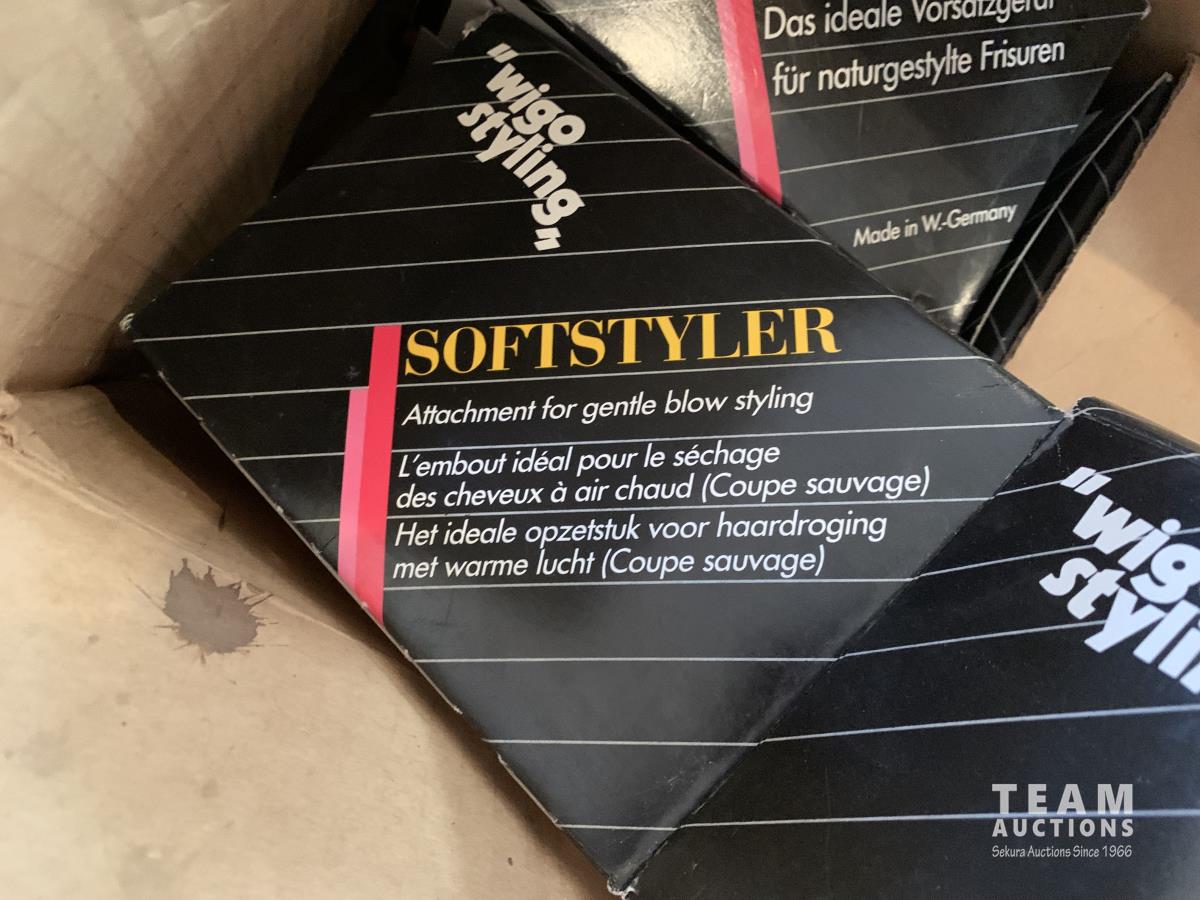 Das ideale Vorsatzgerät
für naturgestylte Frisuren
Made in W.-Germany
"wigo
styling"
SOFTSTYLER
Attachment for gentle blow styling
L'embout idéal pour le séchage
des cheveux à air chaud (Coupe sauvage)
Het ideale opzetstuk voor haardroging
met warme lucht (Coupe sauvage)
"wigo
styling
TEAM
AUCTIONS
Sekura Auctions Since 1966